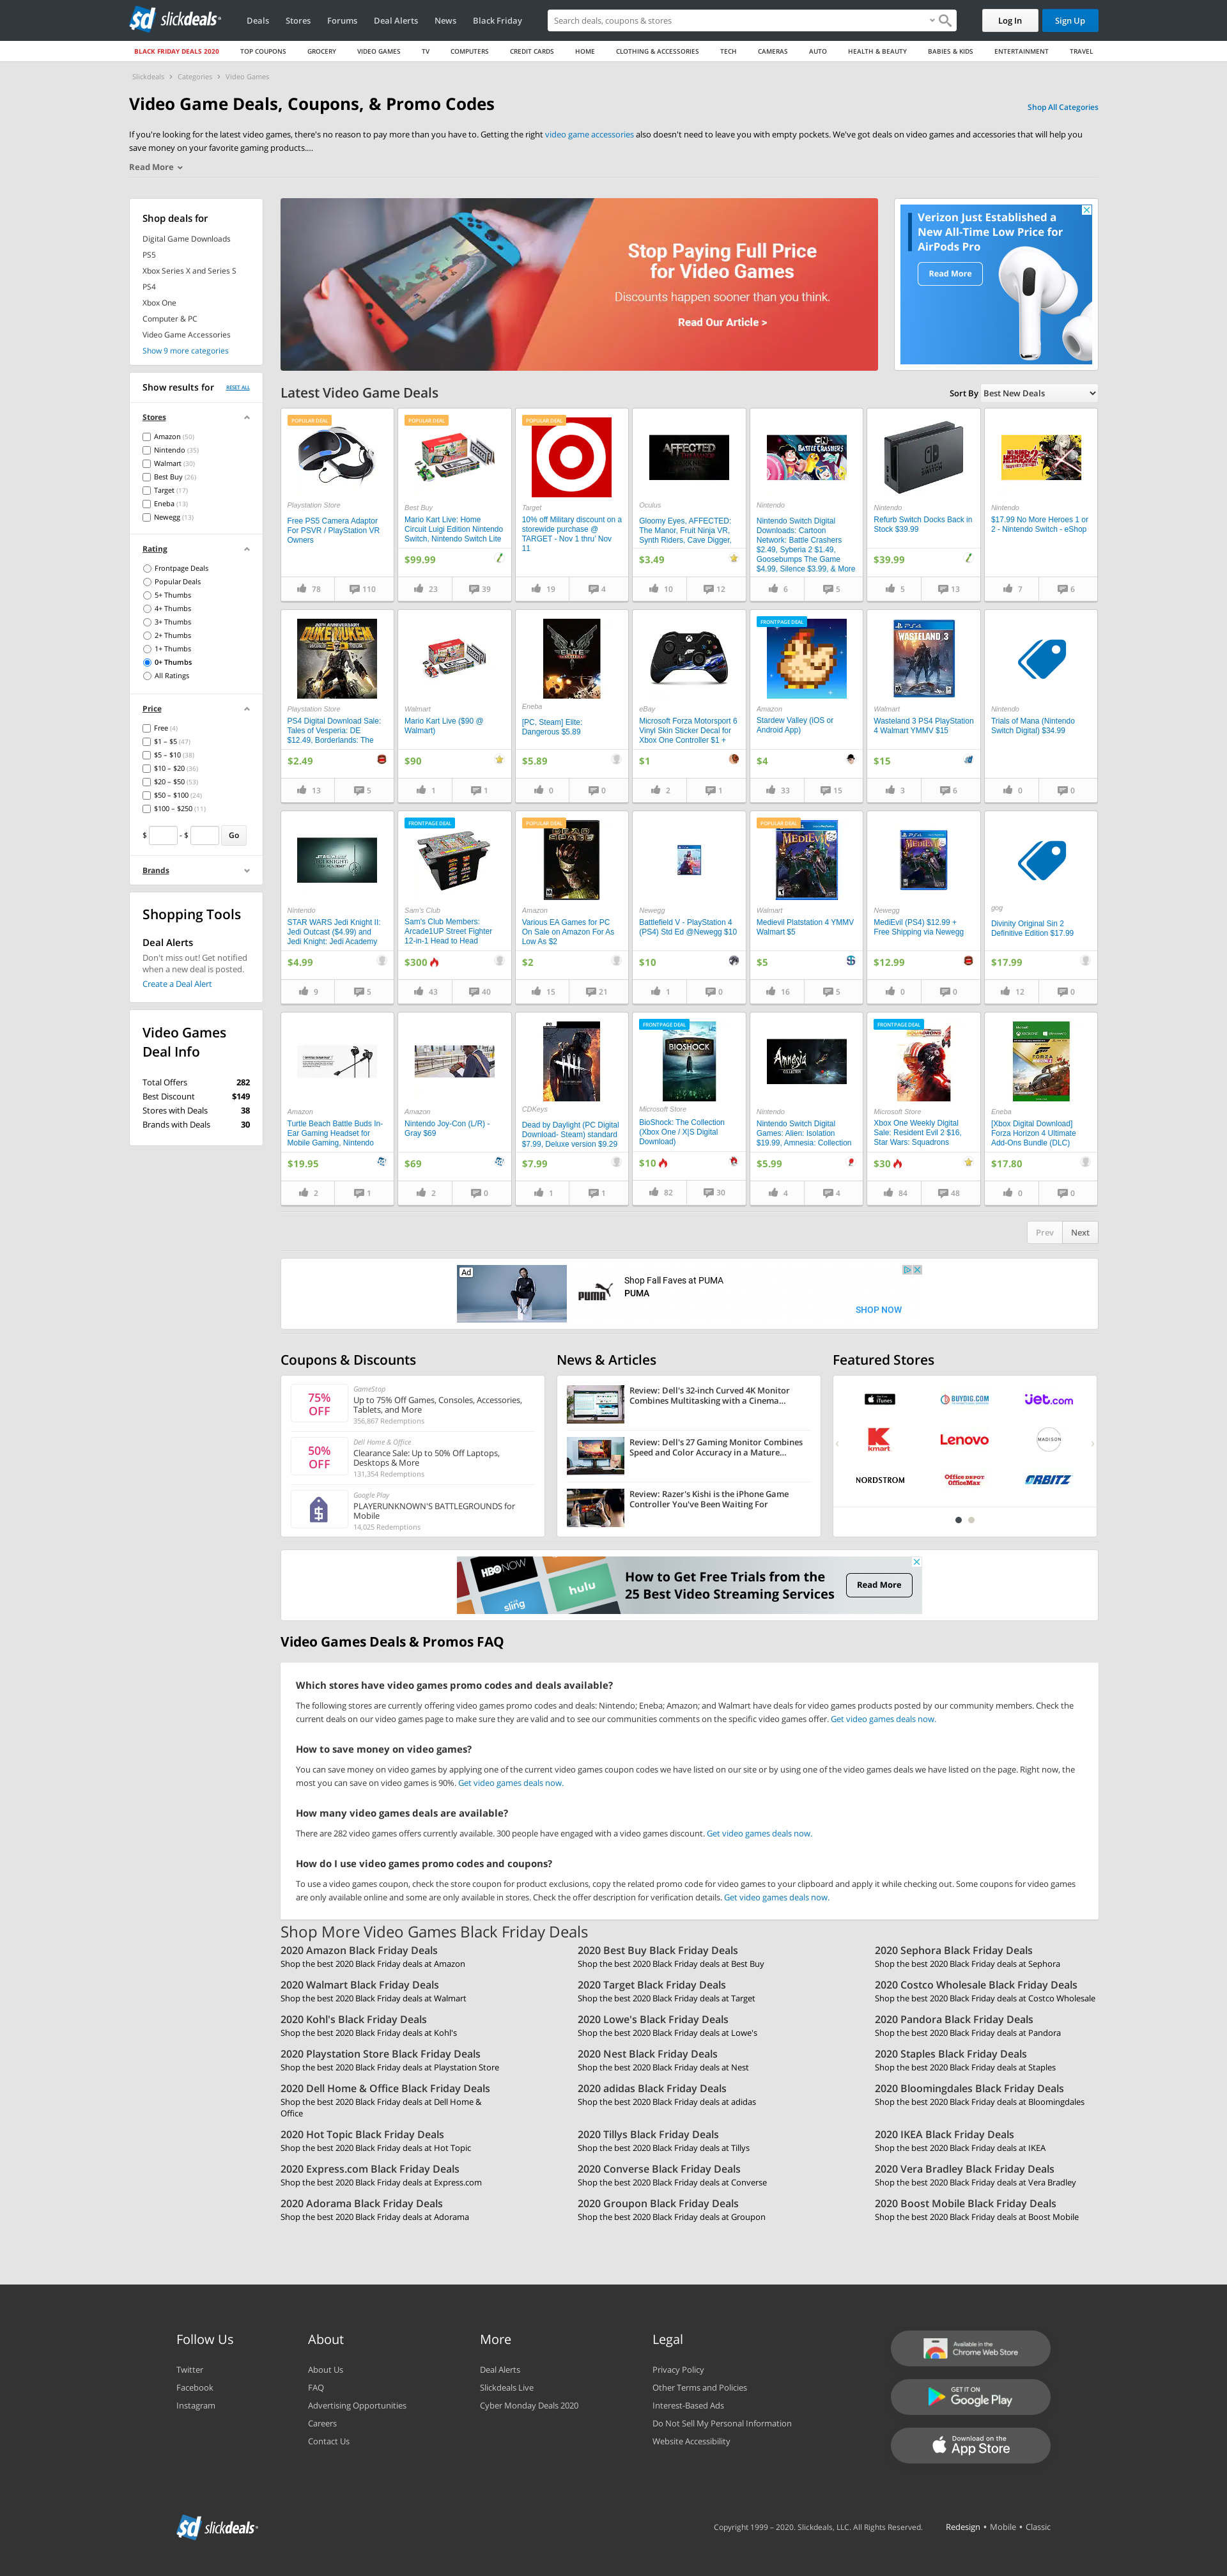 slickdeals
Deals
Stores
Forums
Deal Alerts
News
Black Friday
Search deals, coupons & stores
Log In
Sign Up
BLACK FRIDAY DEALS 2020
TOP COUPONS
GROCERY
VIDEO GAMES
TV
COMPUTERS
CREDIT CARDS
HOME
CLOTHING & ACCESSORIES
TECH
CAMERAS
AUTO
HEALTH & BEAUTY
BABIES & KIDS
ENTERTAINMENT
TRAVEL
Slickdeals › Categories › Video Games
Video Game Deals, Coupons, & Promo Codes
Shop All Categories
If you're looking for the latest video games, there's no reason to pay more than you have to. Getting the right video game accessories also doesn't need to leave you with empty pockets. We've got deals on video games and accessories that will help you
save money on your favorite gaming products....
Read More
Shop deals for
Digital Game Downloads
PS5
Xbox Series X and Series S
PS4
Xbox One
Computer & PC
Video Game Accessories
Show 9 more categories
Show results for
RESET ALL
Stores
Amazon (50)
Nintendo (35)
Walmart (30)
Best Buy (26)
Target (17)
Eneba (13)
Newegg (13)
Rating
Frontpage Deals
Popular Deals
5+ Thumbs
4+ Thumbs
3+ Thumbs
2+ Thumbs
1+ Thumbs
0+ Thumbs
All Ratings
Price
Free (4)
$1 – $5 (47)
$5 – $10 (38)
$10 – $20 (36)
$20 – $50 (53)
$50 – $100 (24)
$100 – $250 (11)
$ - $ Go
Brands
Shopping Tools
Deal Alerts
Don't miss out! Get notified
when a new deal is posted.
Create a Deal Alert
Video Games
Deal Info
Total Offers 282
Best Discount $149
Stores with Deals 38
Brands with Deals 30
Stop Paying Full Price
for Video Games
Discounts happen sooner than you think.
Read Our Article >
Verizon Just Established a
New All-Time Low Price for
AirPods Pro
Read More
Latest Video Game Deals
Sort By Best New Deals
POPULAR DEAL
Playstation Store
Free PS5 Camera Adaptor
For PSVR / PlayStation VR
Owners
78 110
POPULAR DEAL
Best Buy
Mario Kart Live: Home
Circuit Luigi Edition Nintendo
Switch, Nintendo Switch Lite
$99.99
23 39
POPULAR DEAL
Target
10% off Military discount on a
storewide purchase @
TARGET - Nov 1 thru' Nov
11
19 4
AFFECTED
Oculus
Gloomy Eyes, AFFECTED:
The Manor, Fruit Ninja VR,
Synth Riders, Cave Digger,
$3.49
10 12
CN
BATTLE CRASHERS
Nintendo
Nintendo Switch Digital
Downloads: Cartoon
Network: Battle Crashers
$2.49, Syberia 2 $1.49,
Goosebumps The Game
$4.99, Silence $3.99, & More
6 5
Nintendo
Refurb Switch Docks Back in
Stock $39.99
$39.99
5 13
Nintendo
$17.99 No More Heroes 1 or
2 - Nintendo Switch - eShop
7 6
DUKE NUKEM
Playstation Store
PS4 Digital Download Sale:
Tales of Vesperia: DE
$12.49, Borderlands: The
$2.49
13 5
Walmart
Mario Kart Live ($90 @
Walmart)
$90
1 1
ELITE
Eneba
[PC, Steam] Elite:
Dangerous $5.89
$5.89
0 0
eBay
Microsoft Forza Motorsport 6
Vinyl Skin Sticker Decal for
Xbox One Controller $1 +
$1
2 1
FRONTPAGE DEAL
Amazon
Stardew Valley (iOS or
Android App)
$4
33 15
PS4
WASTELAND 3
Walmart
Wasteland 3 PS4 PlayStation
4 Walmart YMMV $15
$15
3 6
Nintendo
Trials of Mana (Nintendo
Switch Digital) $34.99
0 0
Nintendo
STAR WARS Jedi Knight II:
Jedi Outcast ($4.99) and
Jedi Knight: Jedi Academy
$4.99
9 5
FRONTPAGE DEAL
Sam's Club
Sam's Club Members:
Arcade1UP Street Fighter
12-in-1 Head to Head
$300
43 40
POPULAR DEAL
DEAD SPACE
Amazon
Various EA Games for PC
On Sale on Amazon For As
Low As $2
$2
15 21
Newegg
Battlefield V - PlayStation 4
(PS4) Std Ed @Newegg $10
$10
1 0
POPULAR DEAL
MEDIEVIL
Walmart
Medievil Platstation 4 YMMV
Walmart $5
$5
16 5
MEDIEVIL
Newegg
MediEvil (PS4) $12.99 +
Free Shipping via Newegg
$12.99
0 0
gog
Divinity Original Sin 2
Definitive Edition $17.99
$17.99
12 0
Amazon
Turtle Beach Battle Buds In-
Ear Gaming Headset for
Mobile Gaming, Nintendo
$19.95
2 1
Amazon
Nintendo Joy-Con (L/R) -
Gray $69
$69
2 0
CDKeys
Dead by Daylight (PC Digital
Download- Steam) standard
$7.99, Deluxe version $9.29
$7.99
1 1
FRONTPAGE DEAL
BIOSHOCK
Microsoft Store
BioShock: The Collection
(Xbox One / X|S Digital
Download)
$10
82 30
Amnesia
COLLECTION
Nintendo
Nintendo Switch Digital
Games: Alien: Isolation
$19.99, Amnesia: Collection
$5.99
4 4
FRONTPAGE DEAL
SQUADRONS
Microsoft Store
Xbox One Weekly Digital
Sale: Resident Evil 2 $16,
Star Wars: Squadrons
$30
84 48
FORZA
Eneba
[Xbox Digital Download]
Forza Horizon 4 Ultimate
Add-Ons Bundle (DLC)
$17.80
0 0
Prev Next
Ad
PUMA
Shop Fall Faves at PUMA
PUMA
SHOP NOW
Coupons & Discounts
75%
OFF
GameStop
Up to 75% Off Games, Consoles, Accessories,
Tablets, and More
356,867 Redemptions
50%
OFF
Dell Home & Office
Clearance Sale: Up to 50% Off Laptops,
Desktops & More
131,354 Redemptions
Google Play
PLAYERUNKNOWN'S BATTLEGROUNDS for
Mobile
14,025 Redemptions
News & Articles
Review: Dell's 32-inch Curved 4K Monitor
Combines Multitasking with a Cinema...
Review: Dell's 27 Gaming Monitor Combines
Speed and Color Accuracy in a Mature...
Review: Razer's Kishi is the iPhone Game
Controller You've Been Waiting For
Featured Stores
iTunes
BUYDIG.COM
Jet.com
kmart
Lenovo
MADISON
NORDSTROM
Office DEPOT
OfficeMax
ORBITZ
HBO NOW
sling
hulu
How to Get Free Trials from the
25 Best Video Streaming Services
Read More
Video Games Deals & Promos FAQ
Which stores have video games promo codes and deals available?
The following stores are currently offering video games promo codes and deals: Nintendo; Eneba; Amazon; and Walmart have deals for video games products posted by our community members. Check the
current deals on our video games page to make sure they are valid and to see our communities comments on the specific video games offer. Get video games deals now.
How to save money on video games?
You can save money on video games by applying one of the current video games coupon codes we have listed on our site or by using one of the video games deals we have listed on the page. Right now, the
most you can save on video games is 90%. Get video games deals now.
How many video games deals are available?
There are 282 video games offers currently available. 300 people have engaged with a video games discount. Get video games deals now.
How do I use video games promo codes and coupons?
To use a video games coupon, check the store coupon for product exclusions, copy the related promo code for video games to your clipboard and apply it while checking out. Some coupons for video games
are only available online and some are only available in stores. Check the offer description for verification details. Get video games deals now.
Shop More Video Games Black Friday Deals
2020 Amazon Black Friday Deals
Shop the best 2020 Black Friday deals at Amazon
2020 Best Buy Black Friday Deals
Shop the best 2020 Black Friday deals at Best Buy
2020 Sephora Black Friday Deals
Shop the best 2020 Black Friday deals at Sephora
2020 Walmart Black Friday Deals
Shop the best 2020 Black Friday deals at Walmart
2020 Target Black Friday Deals
Shop the best 2020 Black Friday deals at Target
2020 Costco Wholesale Black Friday Deals
Shop the best 2020 Black Friday deals at Costco Wholesale
2020 Kohl's Black Friday Deals
Shop the best 2020 Black Friday deals at Kohl's
2020 Lowe's Black Friday Deals
Shop the best 2020 Black Friday deals at Lowe's
2020 Pandora Black Friday Deals
Shop the best 2020 Black Friday deals at Pandora
2020 Playstation Store Black Friday Deals
Shop the best 2020 Black Friday deals at Playstation Store
2020 Nest Black Friday Deals
Shop the best 2020 Black Friday deals at Nest
2020 Staples Black Friday Deals
Shop the best 2020 Black Friday deals at Staples
2020 Dell Home & Office Black Friday Deals
Shop the best 2020 Black Friday deals at Dell Home &
Office
2020 adidas Black Friday Deals
Shop the best 2020 Black Friday deals at adidas
2020 Bloomingdales Black Friday Deals
Shop the best 2020 Black Friday deals at Bloomingdales
2020 Hot Topic Black Friday Deals
Shop the best 2020 Black Friday deals at Hot Topic
2020 Tillys Black Friday Deals
Shop the best 2020 Black Friday deals at Tillys
2020 IKEA Black Friday Deals
Shop the best 2020 Black Friday deals at IKEA
2020 Express.com Black Friday Deals
Shop the best 2020 Black Friday deals at Express.com
2020 Converse Black Friday Deals
Shop the best 2020 Black Friday deals at Converse
2020 Vera Bradley Black Friday Deals
Shop the best 2020 Black Friday deals at Vera Bradley
2020 Adorama Black Friday Deals
Shop the best 2020 Black Friday deals at Adorama
2020 Groupon Black Friday Deals
Shop the best 2020 Black Friday deals at Groupon
2020 Boost Mobile Black Friday Deals
Shop the best 2020 Black Friday deals at Boost Mobile
Follow Us
Twitter
Facebook
Instagram
About
About Us
FAQ
Advertising Opportunities
Careers
Contact Us
More
Deal Alerts
Slickdeals Live
Cyber Monday Deals 2020
Legal
Privacy Policy
Other Terms and Policies
Interest-Based Ads
Do Not Sell My Personal Information
Website Accessibility
Available in the
Chrome Web Store
GET IT ON
Google Play
Download on the
App Store
slickdeals
Copyright 1999 – 2020. Slickdeals, LLC. All Rights Reserved.
Redesign • Mobile • Classic